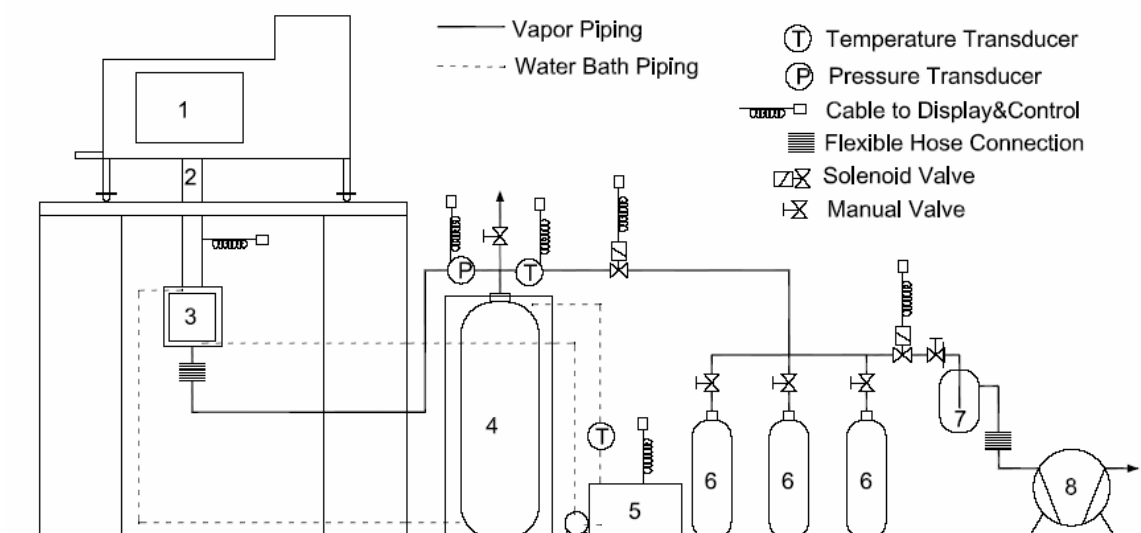 Vapor Piping
Water Bath Piping
T Temperature Transducer
P Pressure Transducer
Cable to Display&Control
Flexible Hose Connection
Solenoid Valve
Manual Valve
1
2
3
P
T
4
T
5
6
6
6
7
8